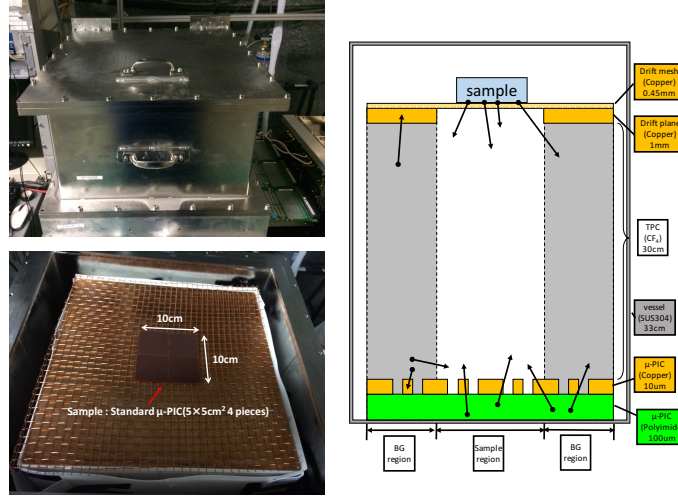 10cm
10cm
Sample : Standard μ-PIC(5×5cm² 4 pieces)
sample
Drift mesh
(Copper)
0.45mm
Drift plane
(Copper)
1mm
TPC
(CF₄)
30cm
vessel
(SUS304)
33cm
μ-PIC
(Copper)
10um
μ-PIC
(Polyimide)
100um
BG
region
Sample
region
BG
region